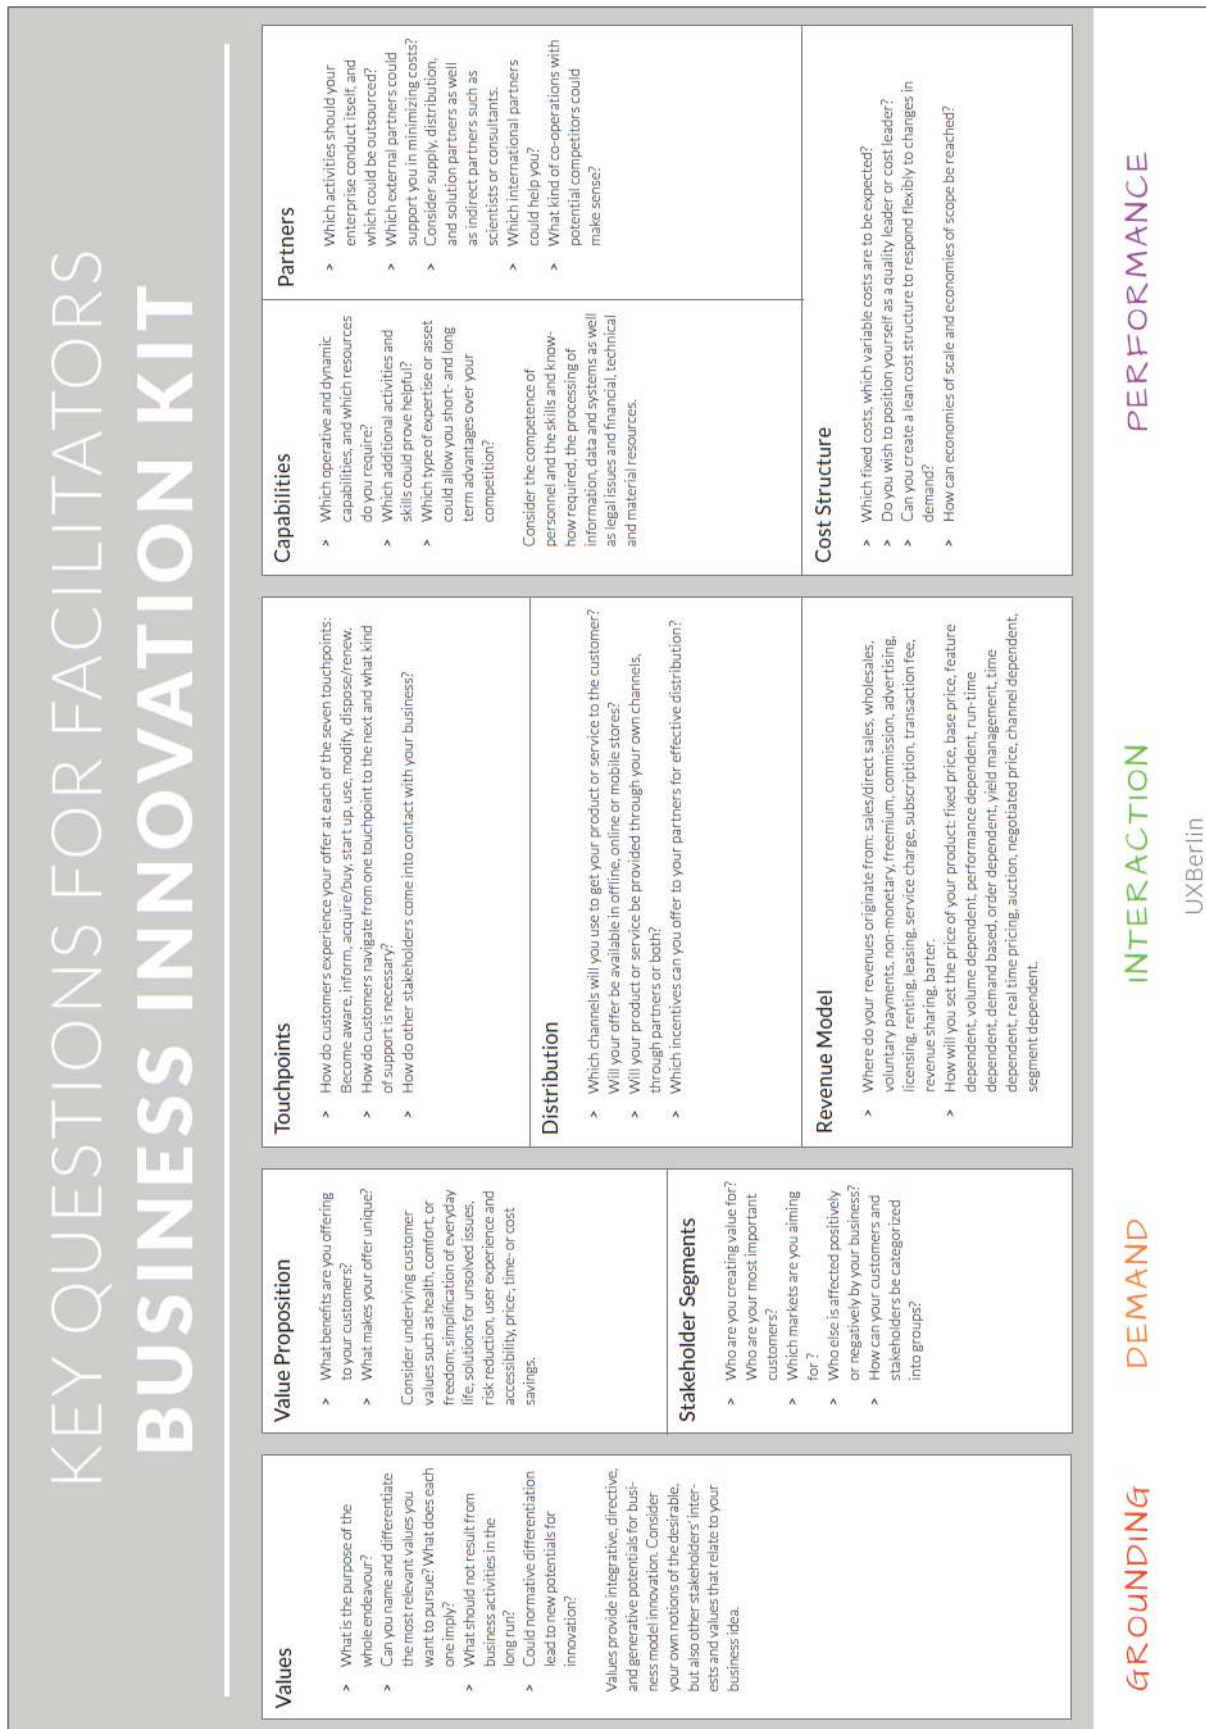 KEY QUESTIONS FOR FACILITATORS
BUSINESS INNOVATION KIT
Values
> What is the purpose of the
whole endeavour?
> Can you name and differentiate
the most relevant values you
want to pursue? What does each
one imply?
> What should not result from
business activities in the
long run?
> Could normative differentiation
lead to new potentials for
innovation?
Values provide integrative, directive,
and generative potentials for busi-
ness model innovation. Consider
your own notions of the desirable,
but also other stakeholders' inter-
ests and values that relate to your
business idea.
Value Proposition
> What benefits are you offering
to your customers?
> What makes your offer unique?
Consider underlying customer
values such as health, comfort, or
freedom; simplification of everyday
life, solutions for unsolved issues,
risk reduction, user experience and
accessibility, price-, time- or cost
savings.
Stakeholder Segments
> Who are you creating value for?
Who are your most important
customers?
> Which markets are you aiming
for ?
> Who else is affected positively
or negatively by your business?
> How can your customers and
stakeholders be categorized
into groups?
Touchpoints
> How do customers experience your offer at each of the seven touchpoints:
Become aware, inform, acquire/buy, start up, use, modify, dispose/renew.
> How do customers navigate from one touchpoint to the next and what kind
of support is necessary?
> How do other stakeholders come into contact with your business?
Distribution
> Which channels will you use to get your product or service to the customer?
Will your offer be available in offline, online or mobile stores?
> Will your product or service be provided through your own channels,
through partners or both?
> Which incentives can you offer to your partners for effective distribution?
Revenue Model
> Where do your revenues originate from: sales/direct sales, wholesales,
voluntary payments, non-monetary, freemium, commission, advertising,
licensing, renting, leasing, service charge, subscription, transaction fee,
revenue sharing, barter.
> How will you set the price of your product: fixed price, base price, feature
dependent, volume dependent, performance dependent, run-time
dependent, demand based, order dependent, yield management, time
dependent, real time pricing, auction, negotiated price, channel dependent,
segment dependent.
Capabilities
> Which operative and dynamic
capabilities, and which resources
do you require?
> Which additional activities and
skills could prove helpful?
> Which type of expertise or asset
could allow you short- and long
term advantages over your
competition?
Consider the competence of
personnel and the skills and know-
how required, the processing of
information, data and systems as well
as legal issues and financial, technical
and material resources.
Partners
> Which activities should your
enterprise conduct itself, and
which could be outsourced?
> Which external partners could
support you in minimizing costs?
> Consider supply, distribution,
and solution partners as well
as indirect partners such as
scientists or consultants.
> Which international partners
could help you?
> What kind of co-operations with
potential competitors could
make sense?
Cost Structure
> Which fixed costs, which variable costs are to be expected?
> Do you wish to position yourself as a quality leader or cost leader?
> Can you create a lean cost structure to respond flexibly to changes in
demand?
> How can economies of scale and economies of scope be reached?
GROUNDING
DEMAND
INTERACTION
PERFORMANCE
UXBerlin